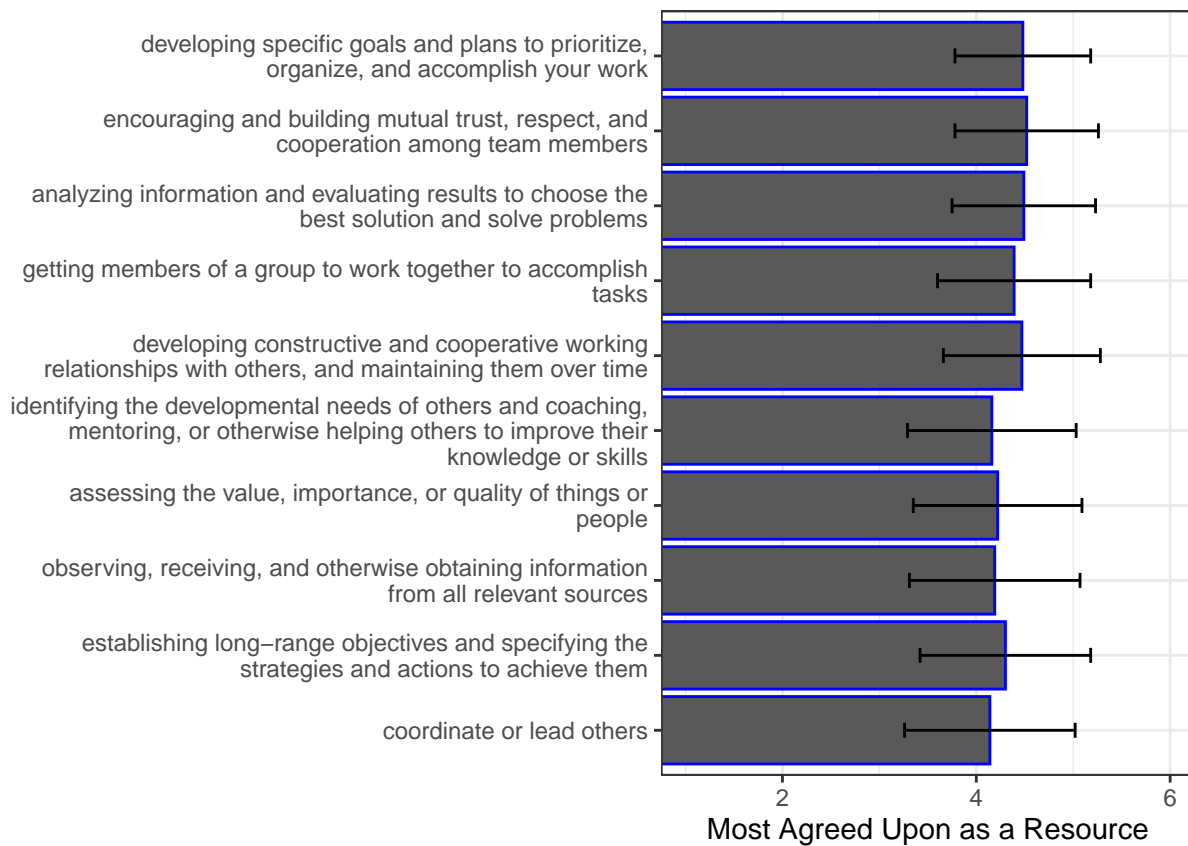 developing specific goals and plans to prioritize,
organize, and accomplish your work
encouraging and building mutual trust, respect, and
cooperation among team members
analyzing information and evaluating results to choose the
best solution and solve problems
getting members of a group to work together to accomplish
tasks
developing constructive and cooperative working
relationships with others, and maintaining them over time
identifying the developmental needs of others and coaching,
mentoring, or otherwise helping others to improve their
knowledge or skills
assessing the value, importance, or quality of things or
people
observing, receiving, and otherwise obtaining information
from all relevant sources
establishing long−range objectives and specifying the
strategies and actions to achieve them
coordinate or lead others
2 4 6
Most Agreed Upon as a Resource